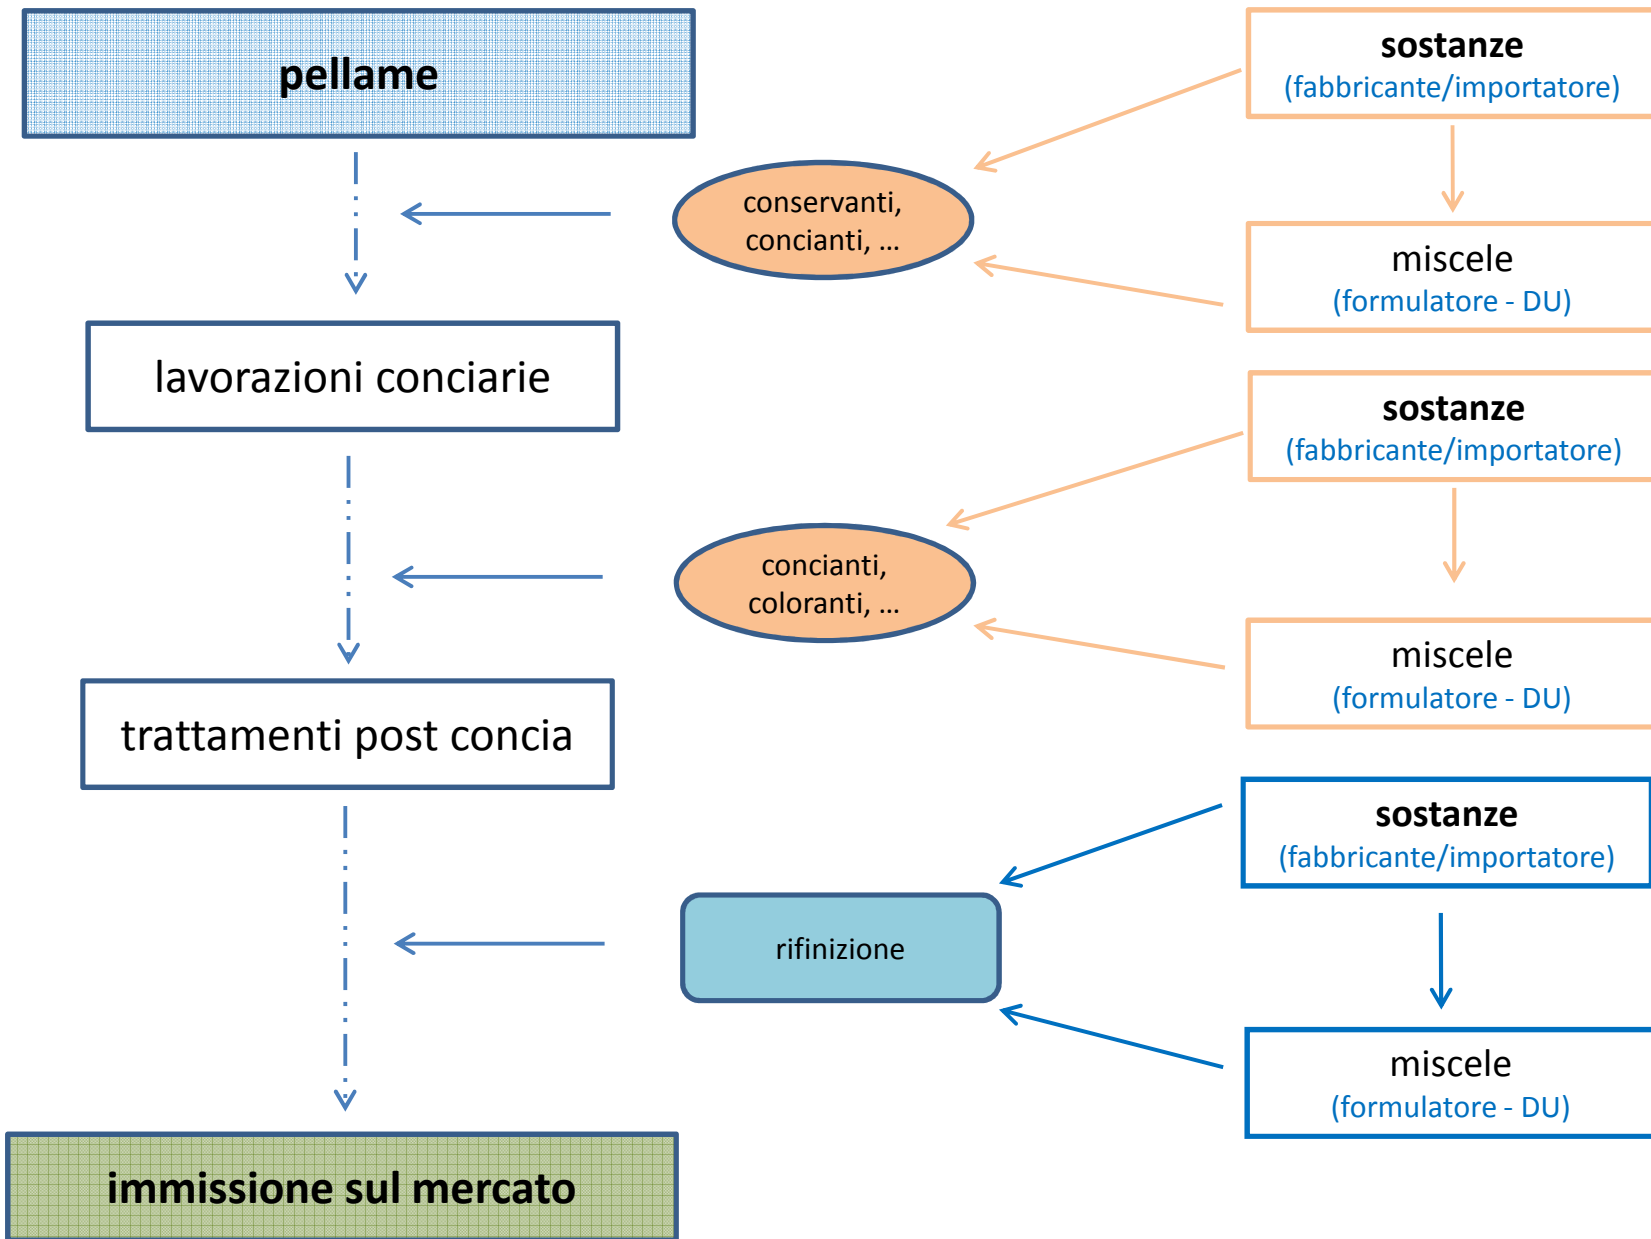 pellame
sostanze
(fabbricante/importatore)
conservanti,
concianti, ...
miscele
(formulatore - DU)
lavorazioni conciarie
sostanze
(fabbricante/importatore)
concianti,
coloranti, ...
miscele
(formulatore - DU)
trattamenti post concia
sostanze
(fabbricante/importatore)
rifinizione
miscele
(formulatore - DU)
immissione sul mercato